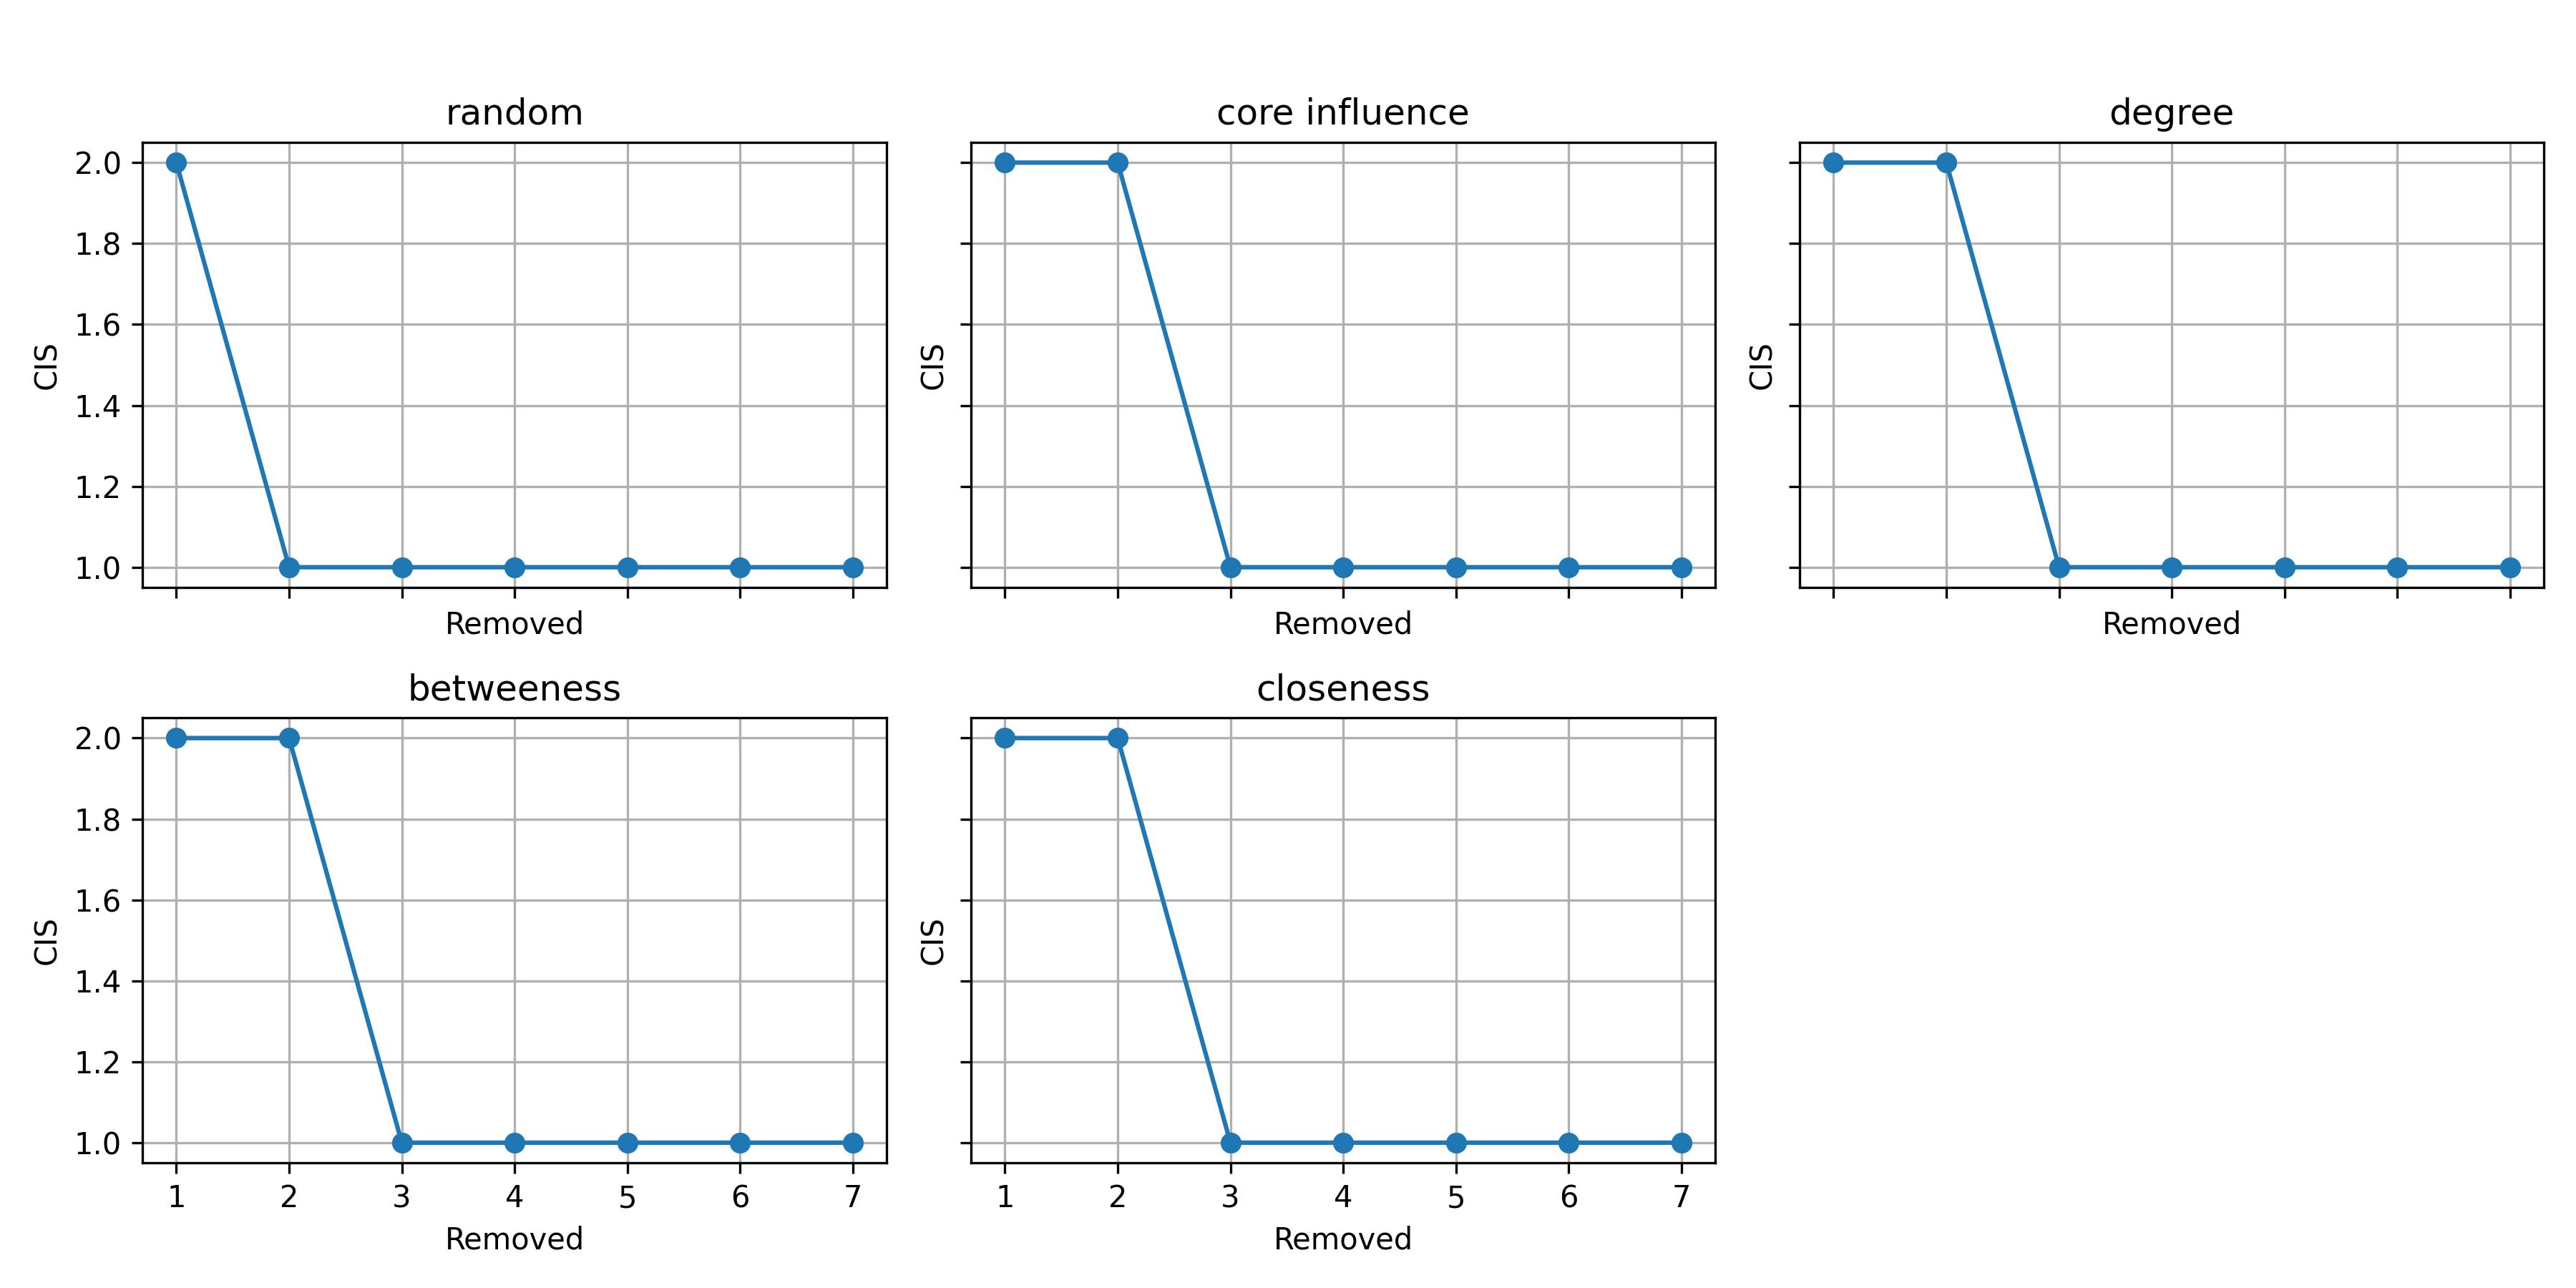 random
2.0
1.8
1.6
1.4
1.2
1.0
CIS
Removed
core influence
CIS
Removed
degree
CIS
Removed
betweeness
2.0
1.8
1.6
1.4
1.2
1.0
CIS
1 2 3 4 5 6 7
Removed
closeness
CIS
1 2 3 4 5 6 7
Removed